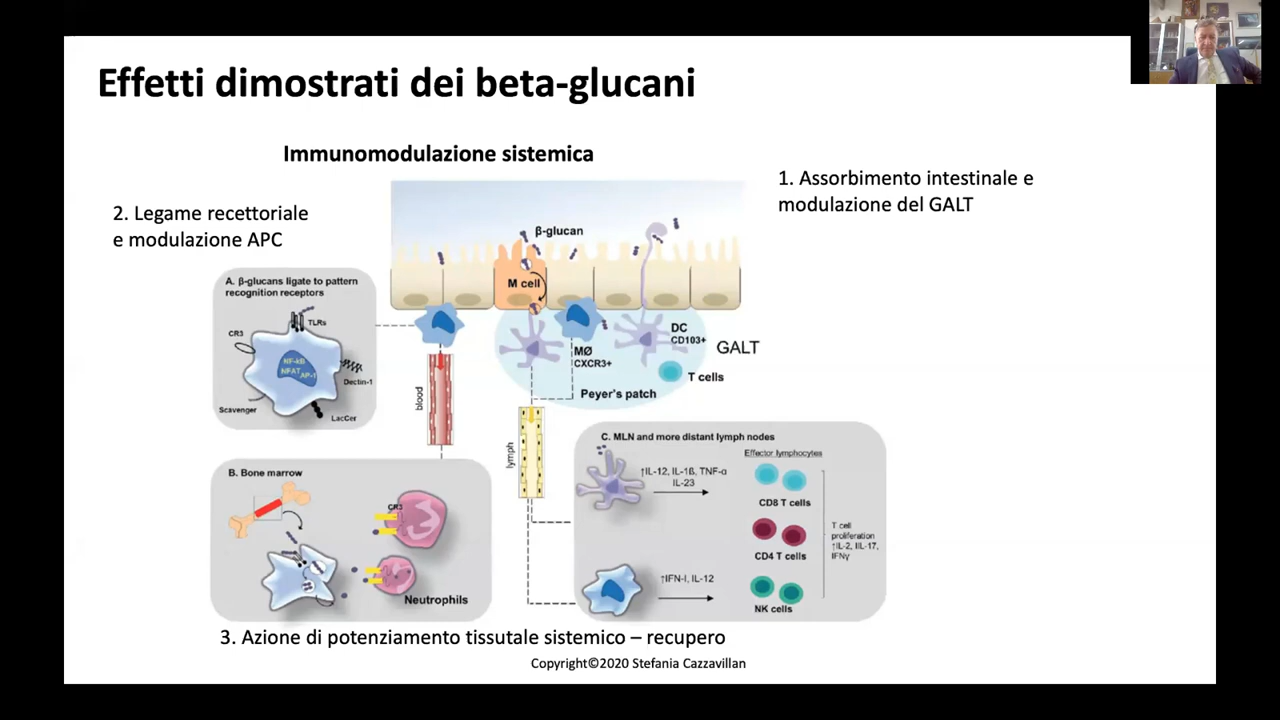 Effetti dimostrati dei beta-glucani
Immunomodulazione sistemica
1. Assorbimento intestinale e
modulazione del GALT
2. Legame recettoriale
e modulazione APC
β-glucan
M cell
DC
CD103+
GALT
MØ
CXCR3+
T cells
Peyer's patch
A. β-glucans ligate to pattern
recognition receptors
TLRs
CR3
NF-kB
NFAT
AP-1
Dectin-1
Scavenger
LacCer
blood
lymph
B. Bone marrow
CR3
Neutrophils
C. MLN and more distant lymph nodes
Effector lymphocytes
↑IL-12, IL-1ß, TNF-α
IL-23
CD8 T cells
CD4 T cells
T cell
proliferation
↑IL-2, IIL-17,
IFNγ
↑IFN-I, IL-12
NK cells
3. Azione di potenziamento tissutale sistemico – recupero
Copyright©2020 Stefania Cazzavillan